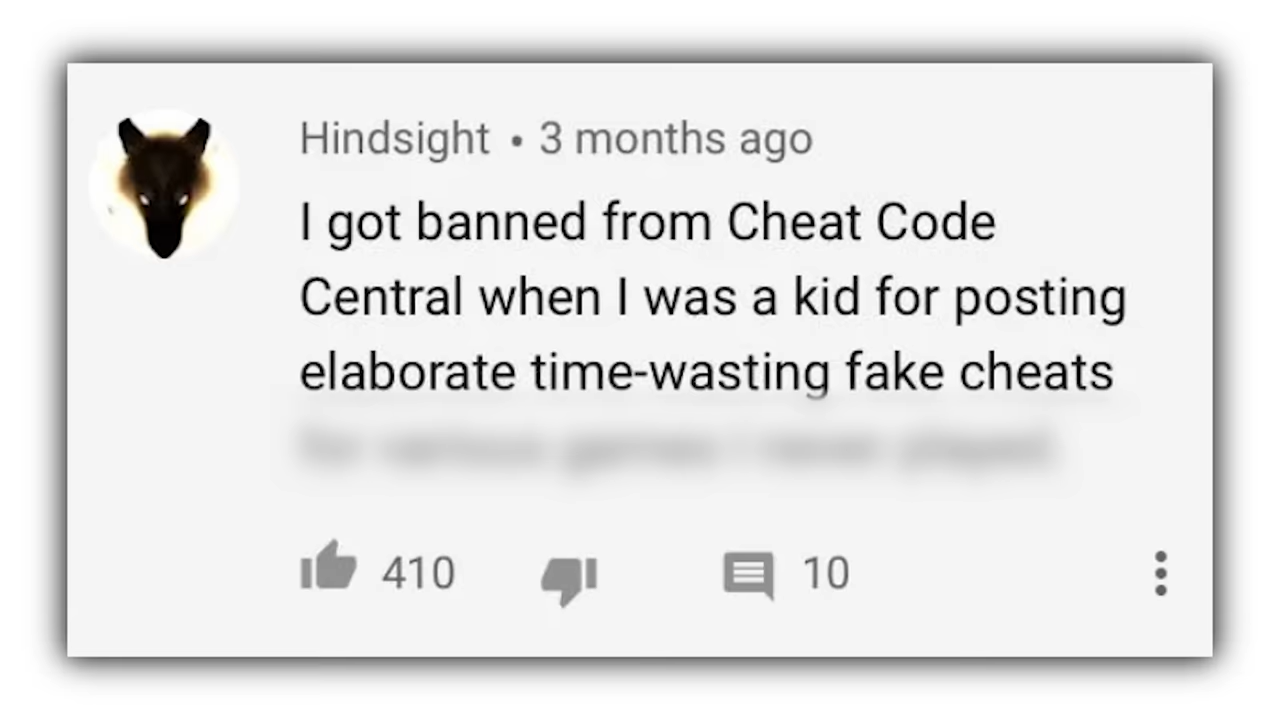 Hindsight • 3 months ago
I got banned from Cheat Code
Central when I was a kid for posting
elaborate time-wasting fake cheats
410 10